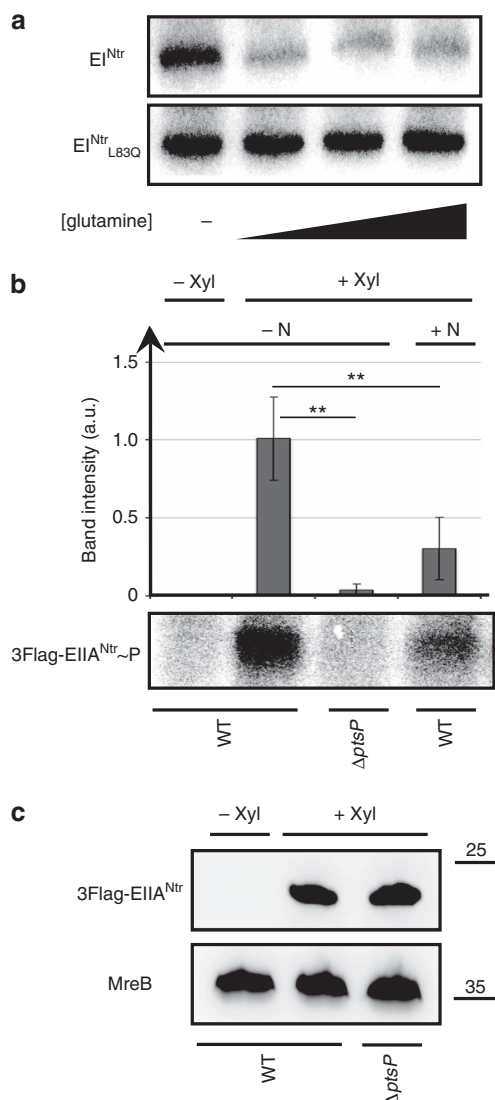 a
EI^Ntr
EI^Ntr_L83Q
[glutamine] –
b
– Xyl + Xyl
– N + N
1.5
**
**
1.0
0.5
0
Band intensity (a.u.)
3Flag-EIIA^Ntr~P
WT ΔptsP WT
c
– Xyl + Xyl
25
3Flag-EIIA^Ntr
MreB
35
WT ΔptsP